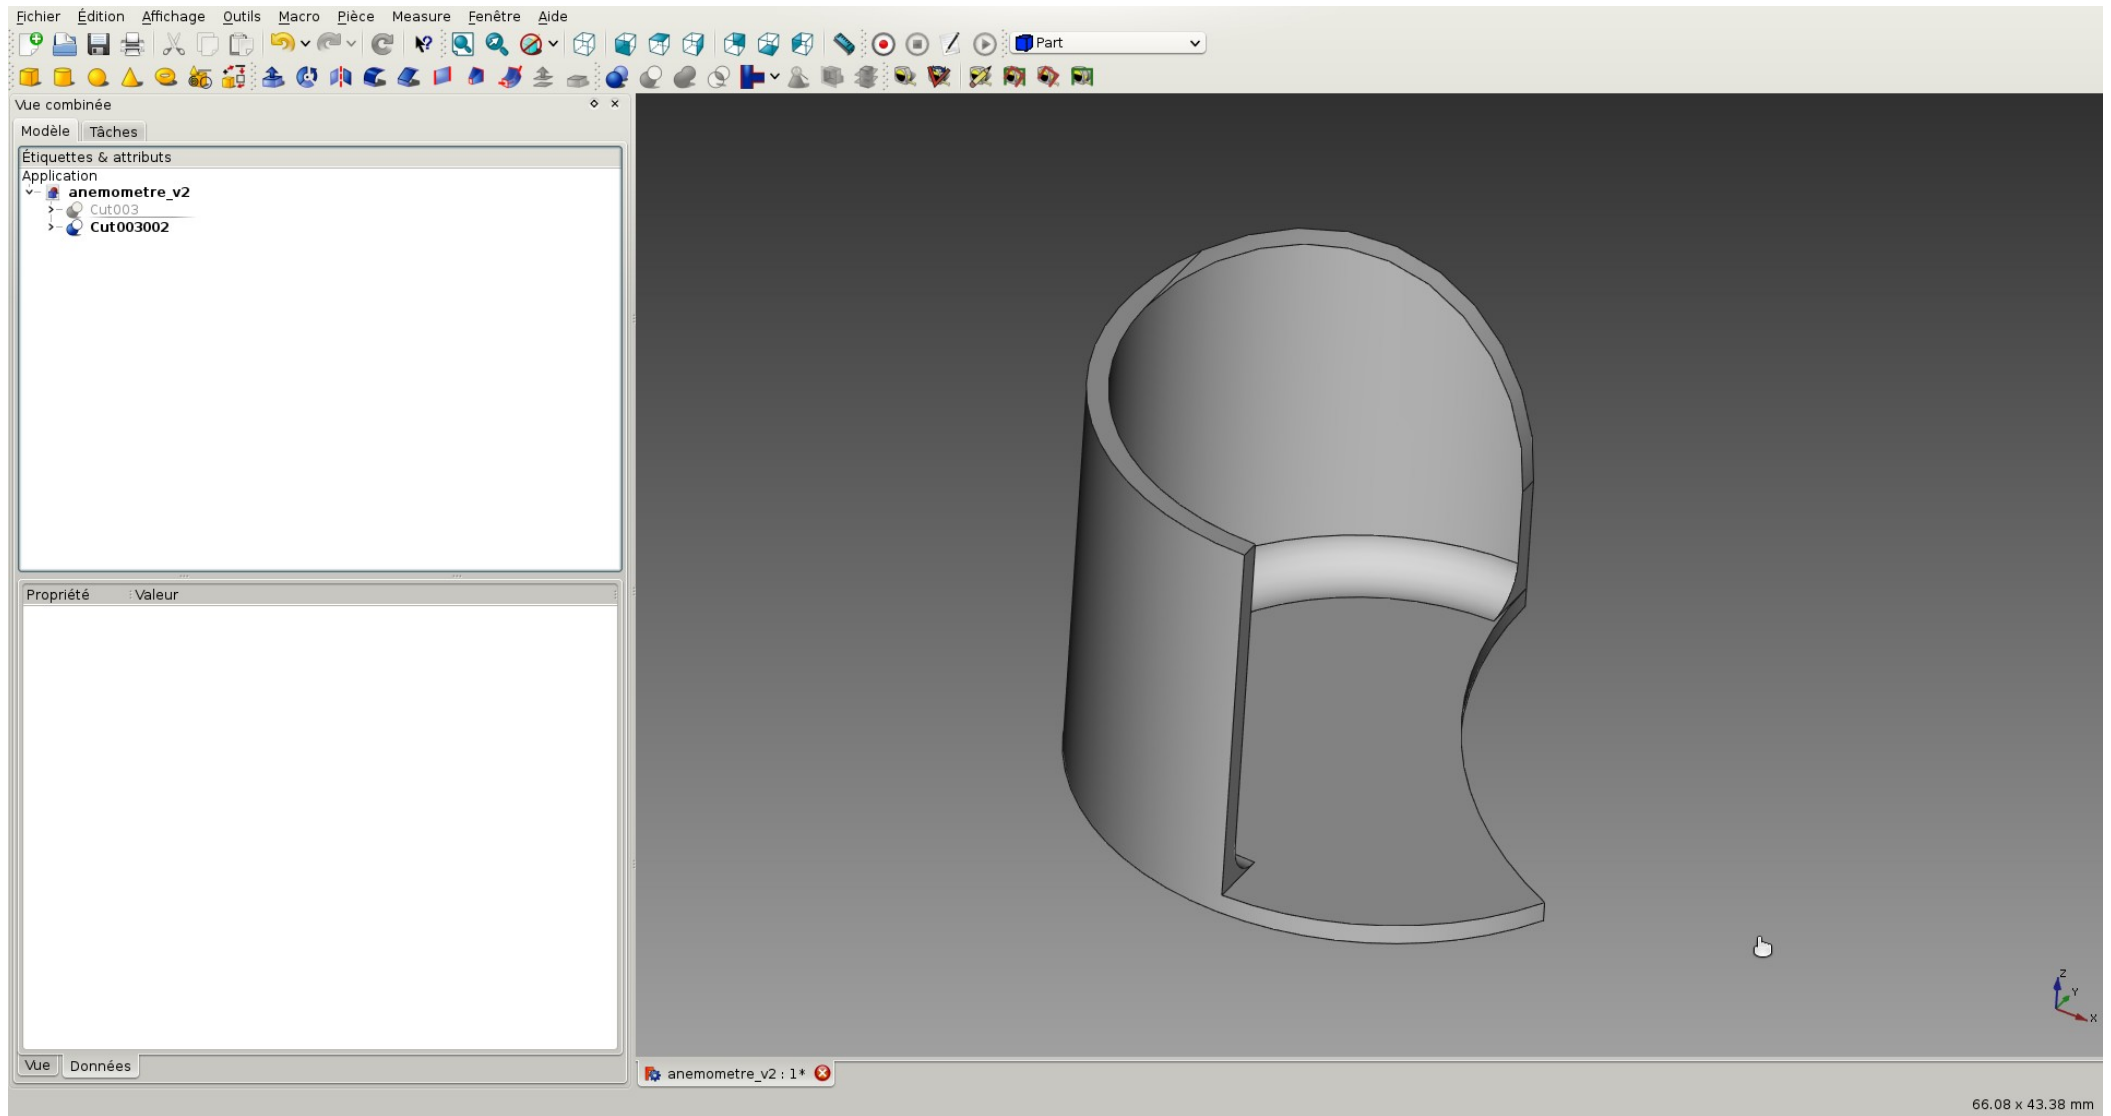 Fichier Édition Affichage Outils Macro Pièce Measure Fenêtre Aide
Part
Vue combinée
Modèle Tâches
Étiquettes & attributs
Application
anemometre_v2
Cut003
Cut003002
Propriété Valeur
Vue Données
anemometre_v2 : 1*
Z
Y
X
66.08 x 43.38 mm